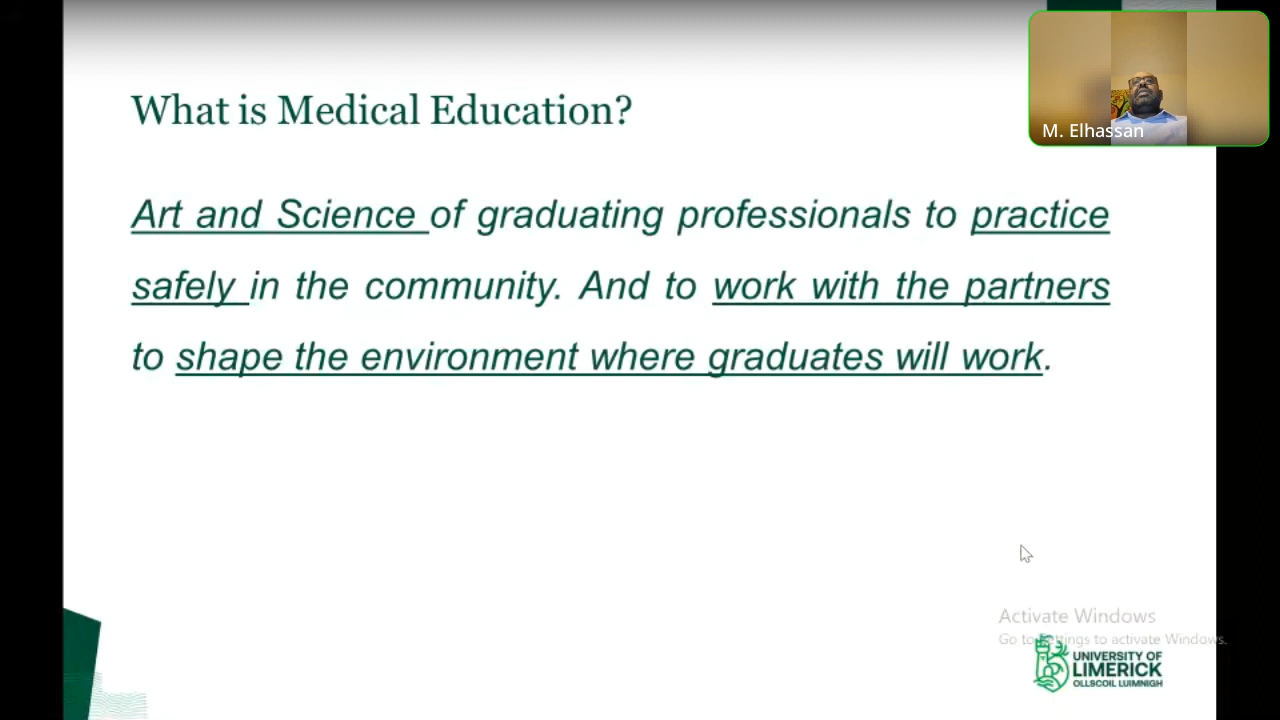 What is Medical Education?
M. Elhassan
Art and Science of graduating professionals to practice
safely in the community. And to work with the partners
to shape the environment where graduates will work.
Activate Windows
Go to Settings to activate Windows.
UNIVERSITY OF
LIMERICK
OLLSCOIL LUIMNIGH